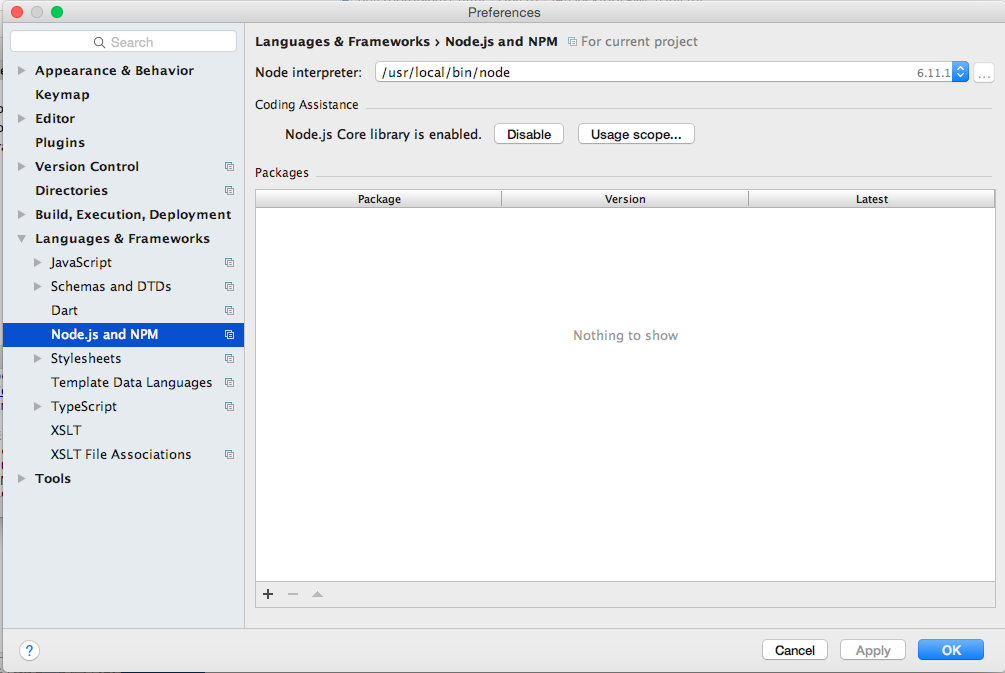 Preferences
Search
Appearance & Behavior
Keymap
Editor
Plugins
Version Control
Directories
Build, Execution, Deployment
Languages & Frameworks
JavaScript
Schemas and DTDs
Dart
Node.js and NPM
Stylesheets
Template Data Languages
TypeScript
XSLT
XSLT File Associations
Tools
Languages & Frameworks › Node.js and NPM For current project
Node interpreter: /usr/local/bin/node 6.11.1 ...
Coding Assistance
Node.js Core library is enabled. Disable Usage scope...
Packages
Package Version Latest
Nothing to show
? Cancel Apply OK